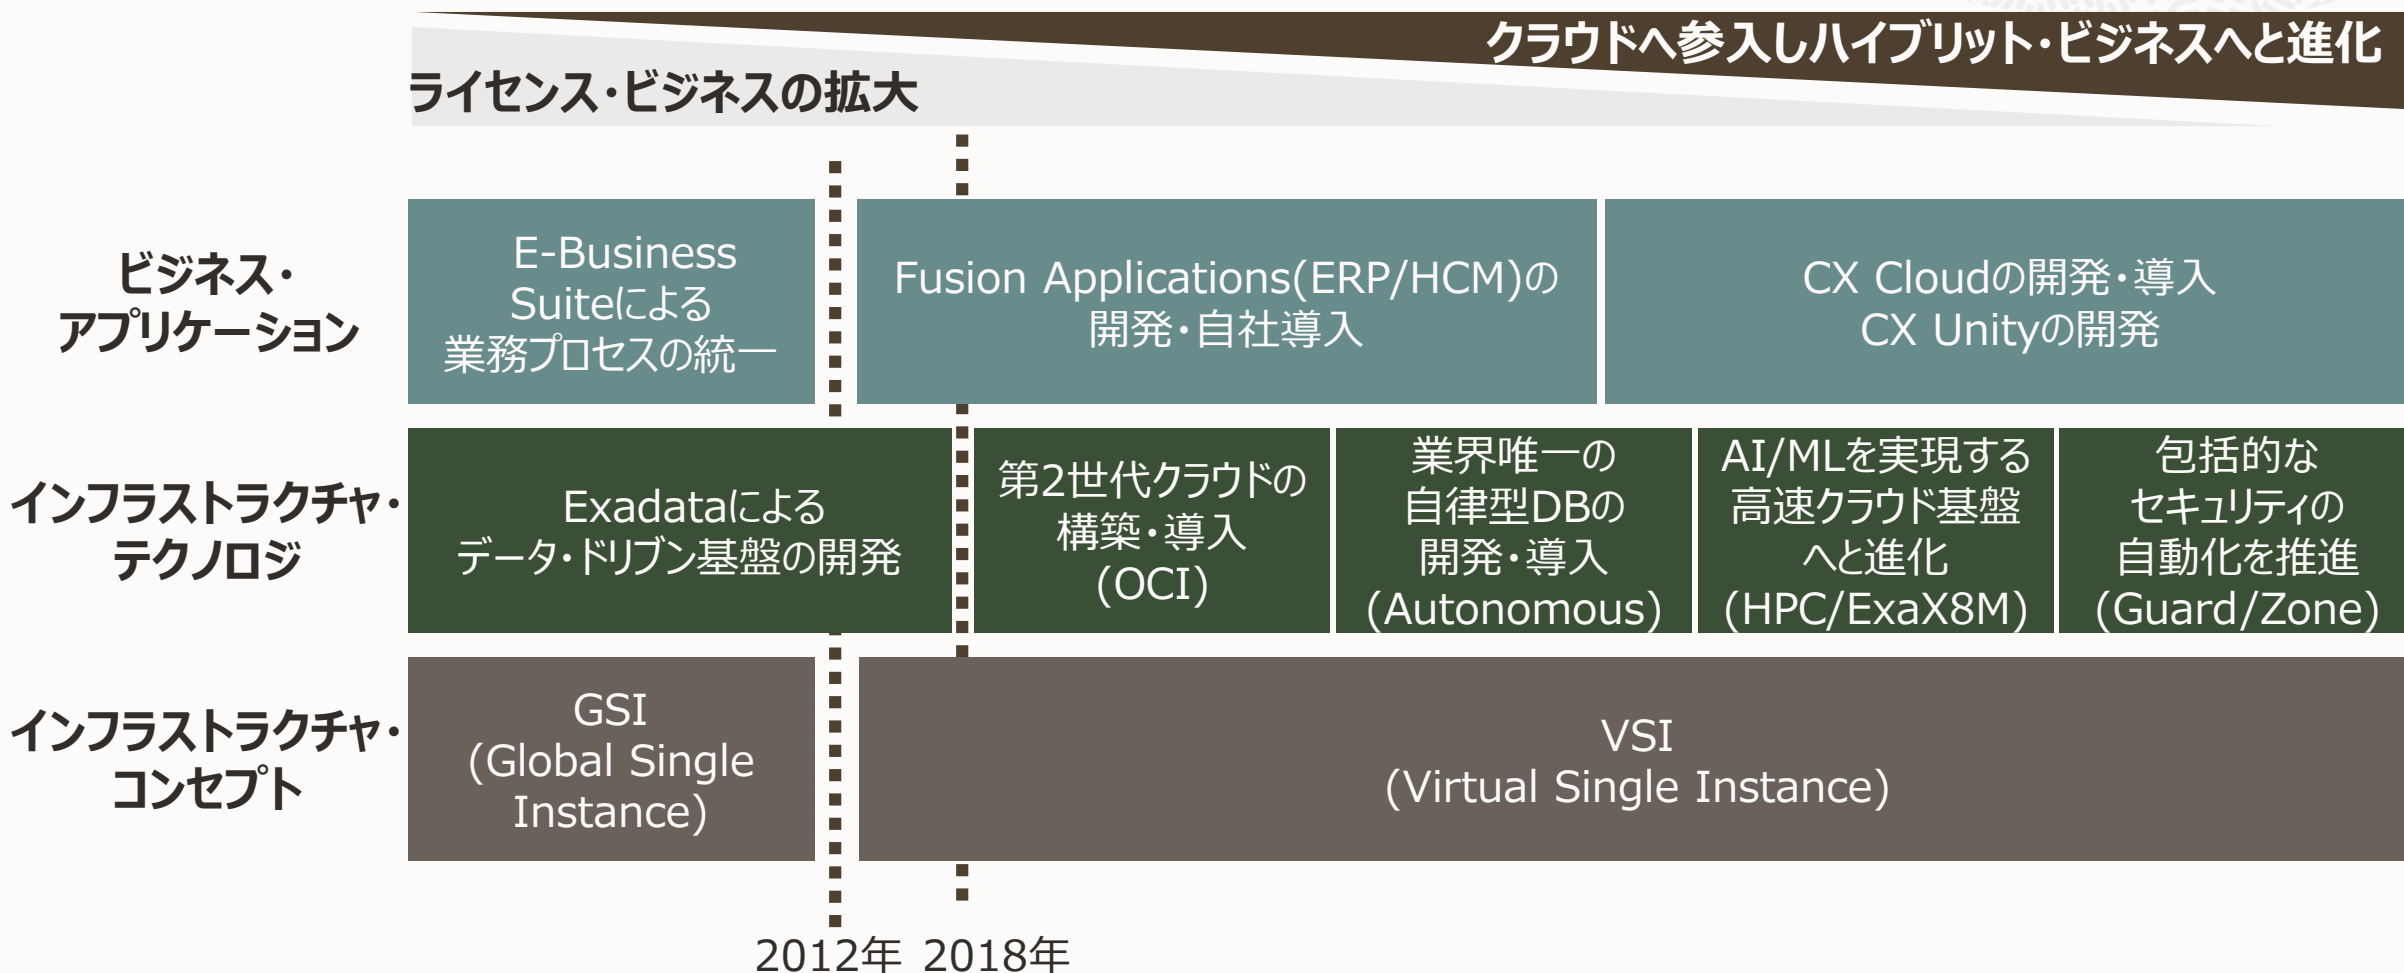 クラウドへ参入しハイブリット・ビジネスへと進化
ライセンス・ビジネスの拡大
ビジネス・
アプリケーション
E-Business
Suiteによる
業務プロセスの統一
Fusion Applications(ERP/HCM)の
開発・自社導入
CX Cloudの開発・導入
CX Unityの開発
インフラストラクチャ・
テクノロジ
Exadataによる
データ・ドリブン基盤の開発
第2世代クラウドの
構築・導入
(OCI)
業界唯一の
自律型DBの
開発・導入
(Autonomous)
AI/MLを実現する
高速クラウド基盤
へと進化
(HPC/ExaX8M)
包括的な
セキュリティの
自動化を推進
(Guard/Zone)
インフラストラクチャ・
コンセプト
GSI
(Global Single
Instance)
VSI
(Virtual Single Instance)
2012年 2018年